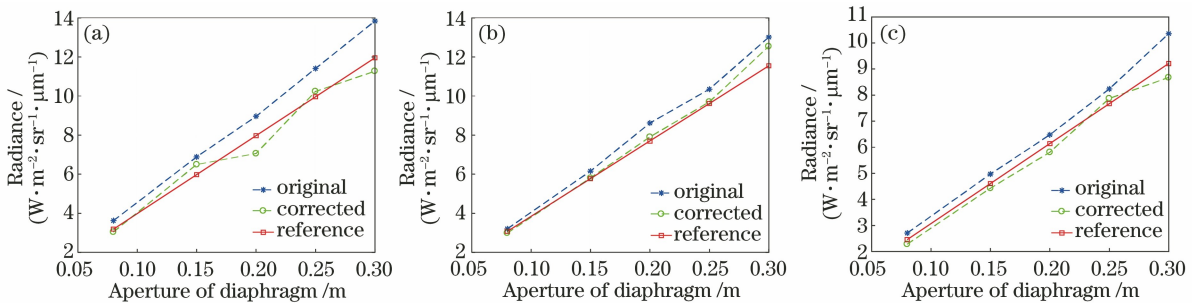 (a)
14
12
10
8
6
4
2
Radiance /
(W·m⁻²·sr⁻¹·μm⁻¹)
original
corrected
reference
0.05 0.10 0.15 0.20 0.25 0.30
Aperture of diaphragm /m
(b)
14
12
10
8
6
4
2
Radiance /
(W·m⁻²·sr⁻¹·μm⁻¹)
original
corrected
reference
0.05 0.10 0.15 0.20 0.25 0.30
Aperture of diaphragm /m
(c)
11
10
9
8
7
6
5
4
3
2
Radiance /
(W·m⁻²·sr⁻¹·μm⁻¹)
original
corrected
reference
0.05 0.10 0.15 0.20 0.25 0.30
Aperture of diaphragm /m